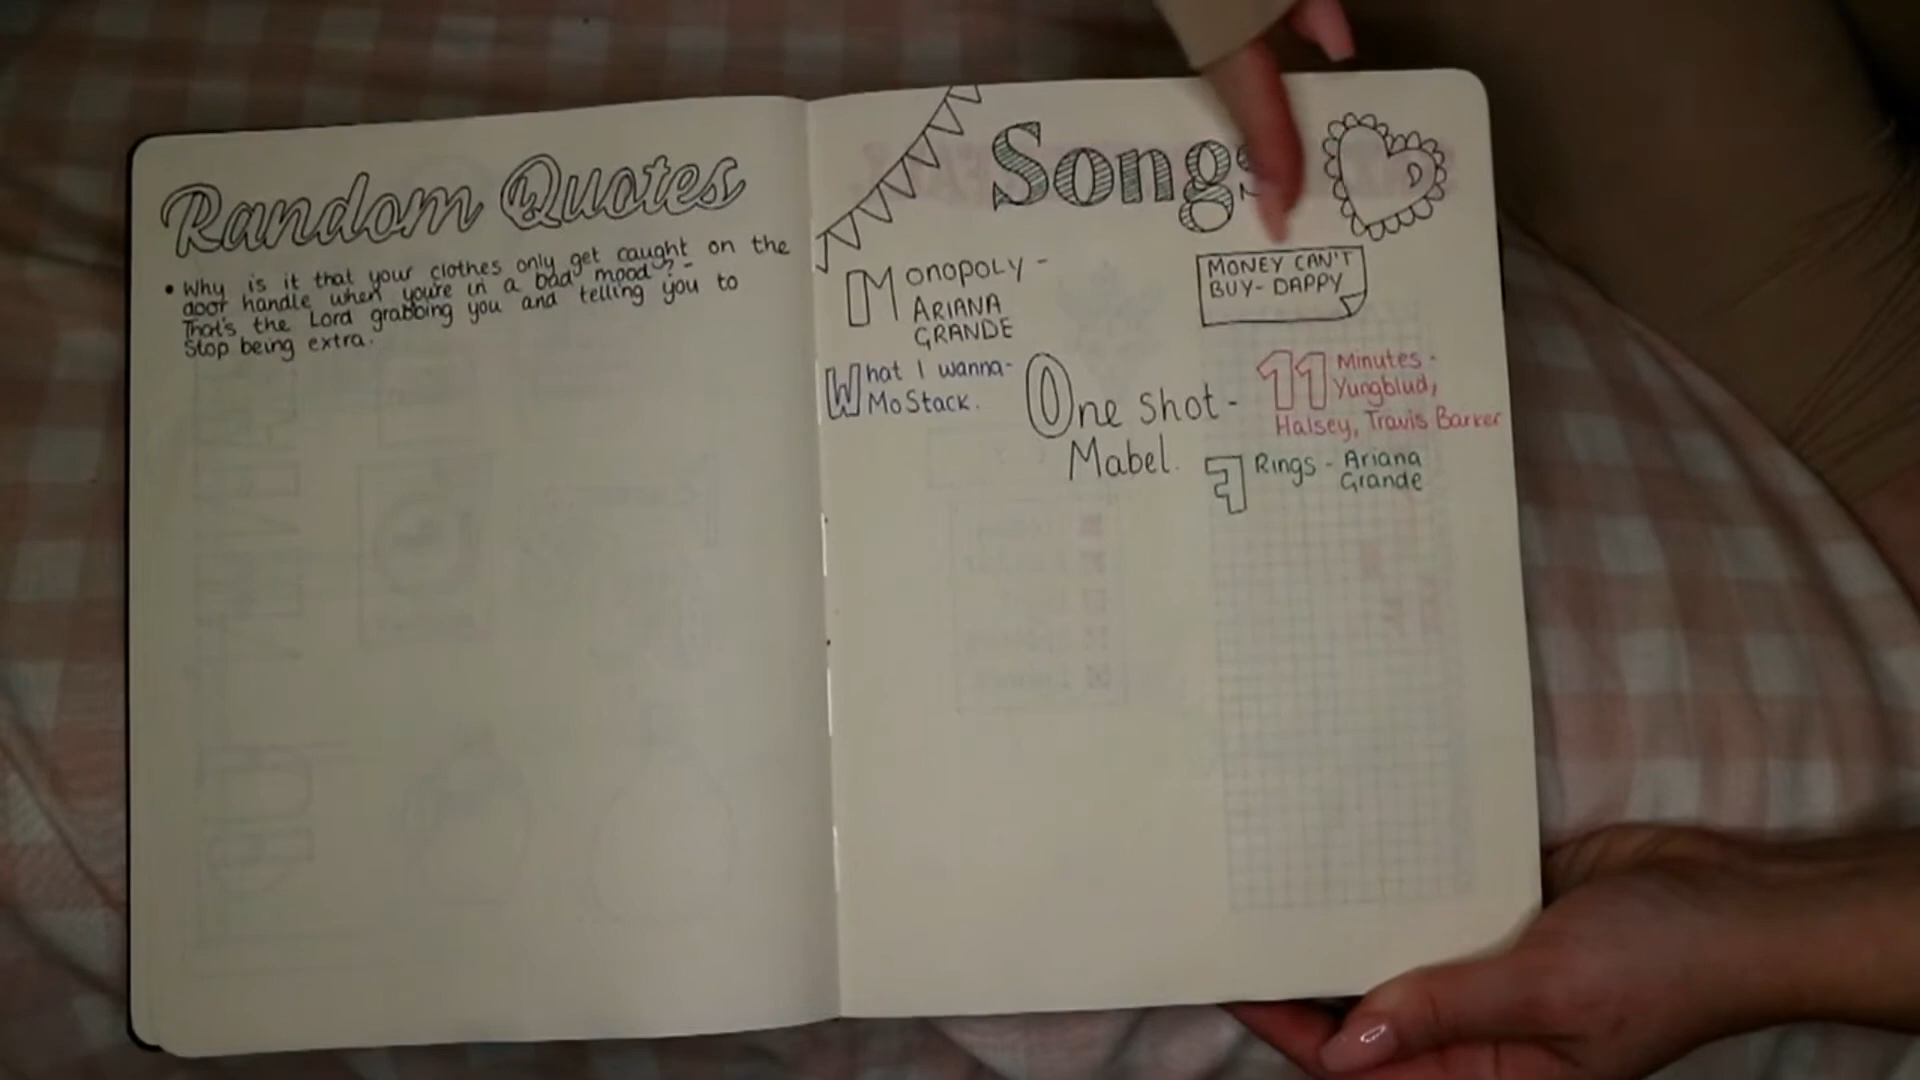 Random Quotes
• Why is it that your clothes only get caught on the
door handle when you're in a bad mood? -
That's the Lord grabbing you and telling you to
Stop being extra.
Songs
Monopoly -
ARIANA
GRANDE
MONEY CAN'T
BUY - DAPPY
What I wanna -
MoStack.
One Shot -
Mabel.
11 Minutes -
Yungblud,
Halsey, Travis Barker
7 Rings - Ariana
Grande